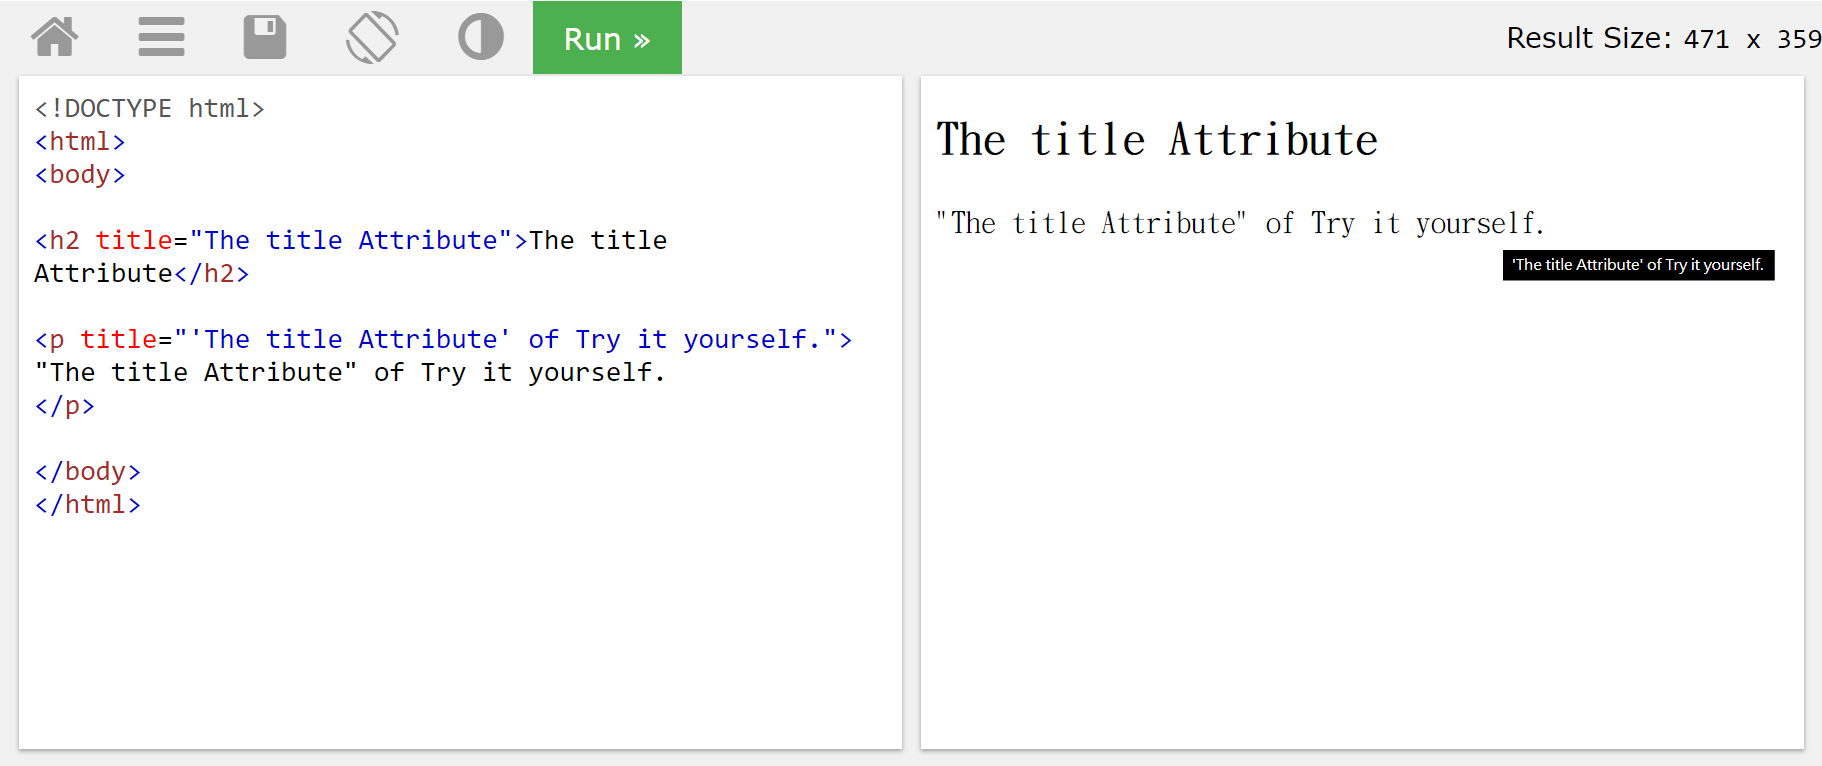 Run »
Result Size: 471 x 359
<!DOCTYPE html>
<html>
<body>
<h2 title="The title Attribute">The title
Attribute</h2>
<p title="'The title Attribute' of Try it yourself.">
"The title Attribute" of Try it yourself.
</p>
</body>
</html>
The title Attribute
"The title Attribute" of Try it yourself.
'The title Attribute' of Try it yourself.